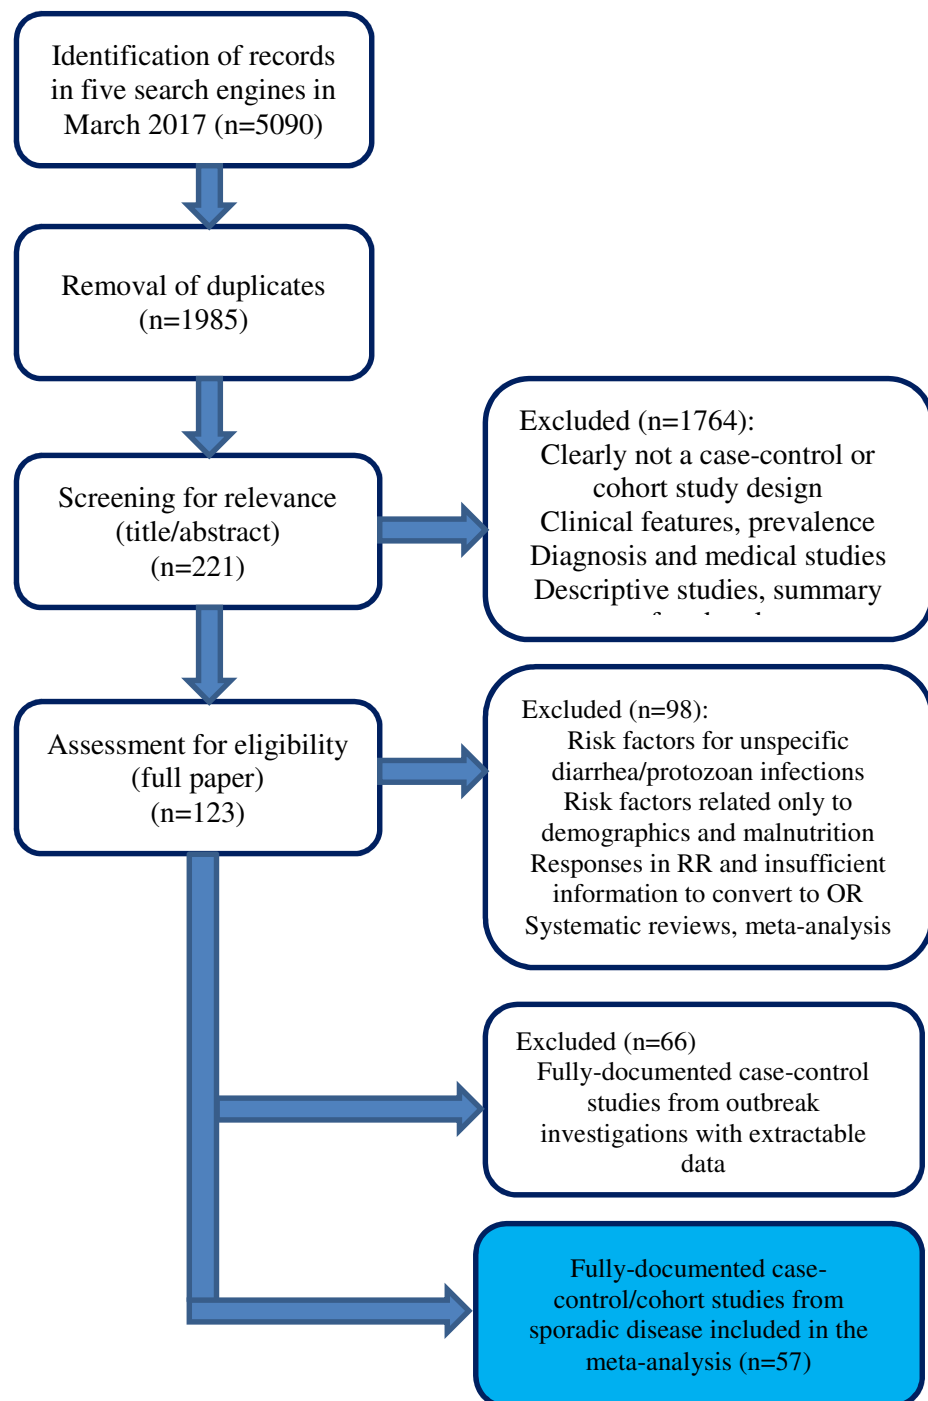 Identification of records
in five search engines in
March 2017 (n=5090)
Removal of duplicates
(n=1985)
Screening for relevance
(title/abstract)
(n=221)
Excluded (n=1764):
Clearly not a case-control or
cohort study design
Clinical features, prevalence
Diagnosis and medical studies
Descriptive studies, summary
Assessment for eligibility
(full paper)
(n=123)
Excluded (n=98):
Risk factors for unspecific
diarrhea/protozoan infections
Risk factors related only to
demographics and malnutrition
Responses in RR and insufficient
information to convert to OR
Systematic reviews, meta-analysis
Excluded (n=66)
Fully-documented case-control
studies from outbreak
investigations with extractable
data
Fully-documented case-
control/cohort studies from
sporadic disease included in the
meta-analysis (n=57)